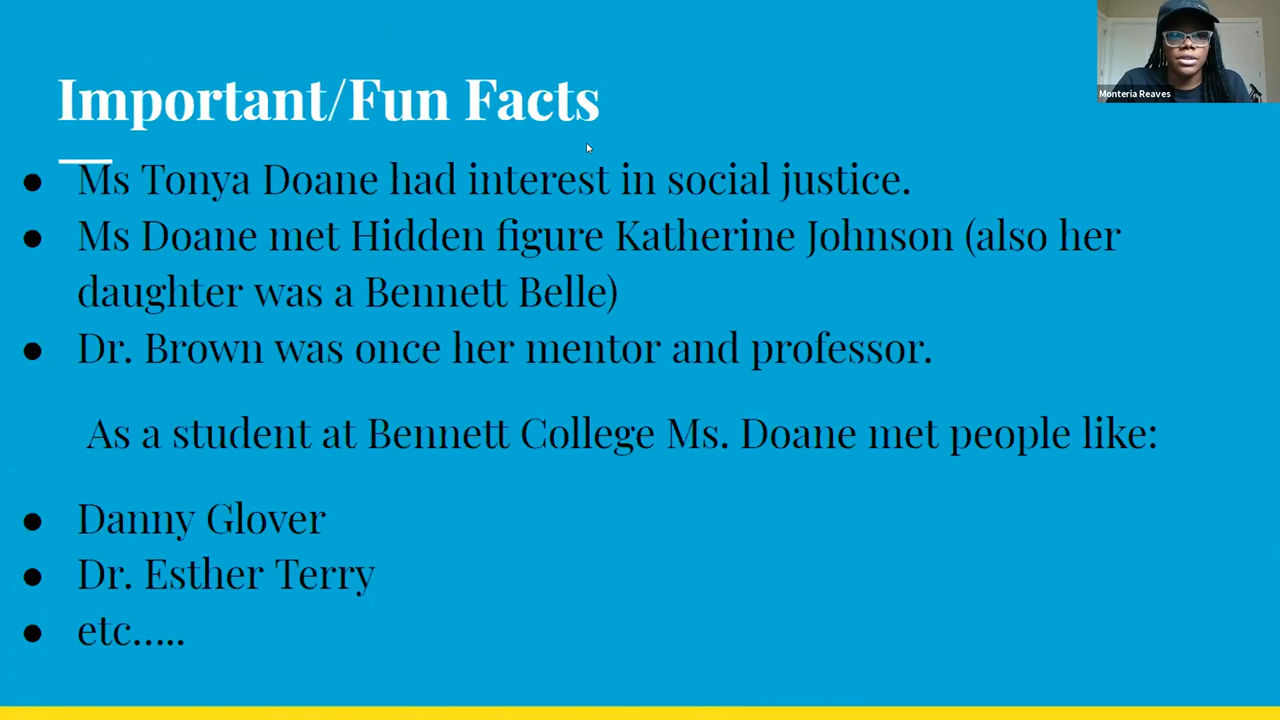 Monteria Reaves
Important/Fun Facts
● Ms Tonya Doane had interest in social justice.
● Ms Doane met Hidden figure Katherine Johnson (also her
daughter was a Bennett Belle)
● Dr. Brown was once her mentor and professor.
As a student at Bennett College Ms. Doane met people like:
● Danny Glover
● Dr. Esther Terry
● etc.....